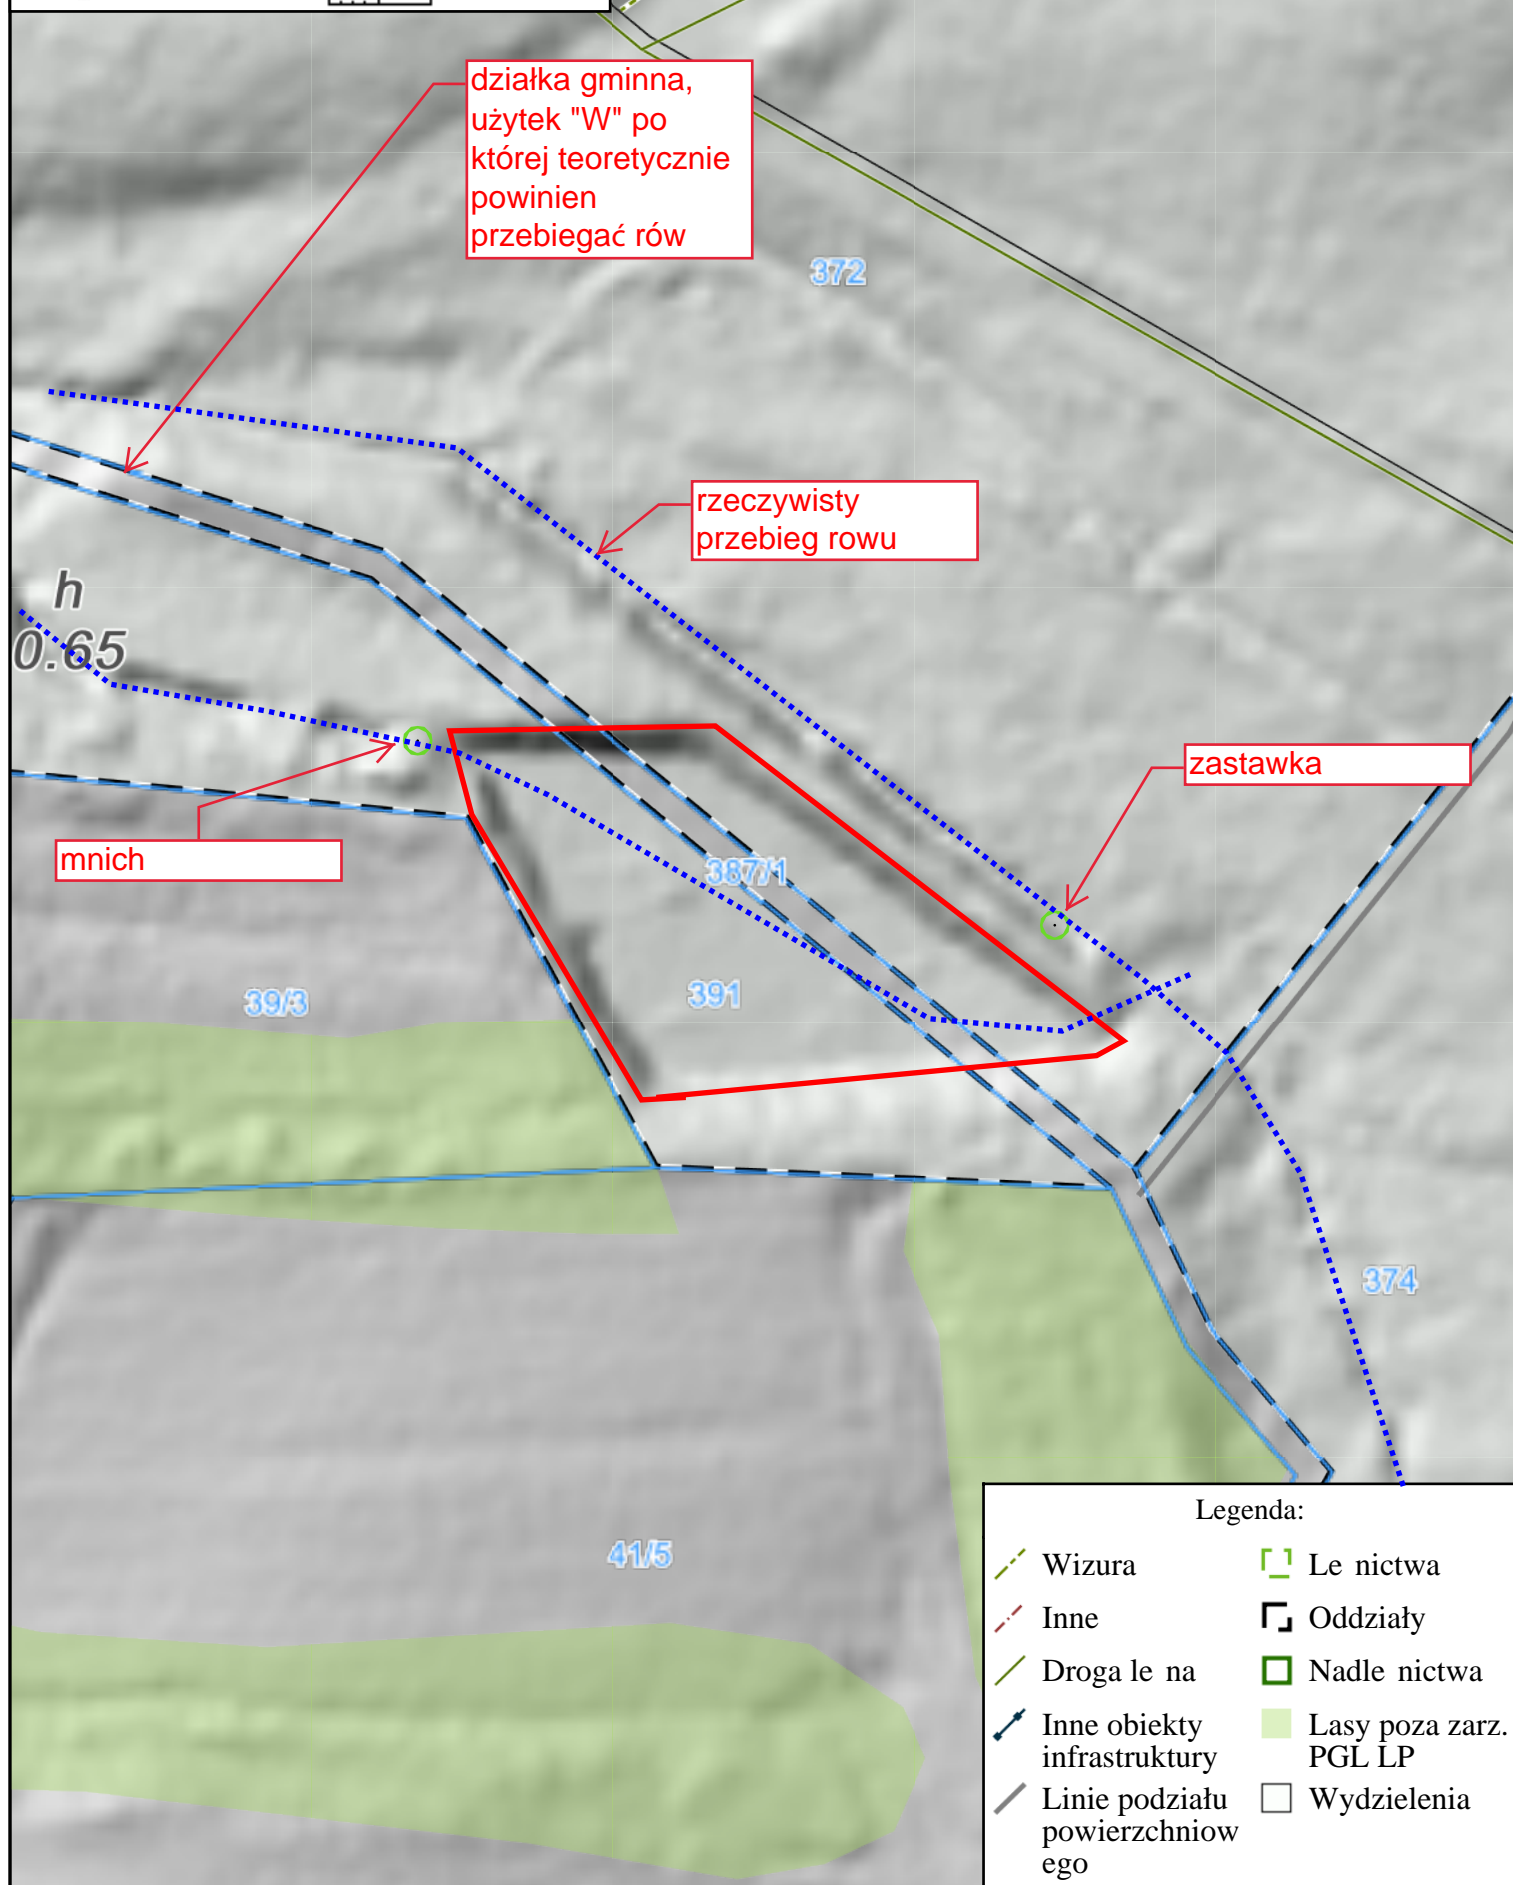 działka gminna,
użytek "W" po
której teoretycznie
powinien
przebiegać rów
372
rzeczywisty
przebieg rowu
h
0.65
zastawka
mnich
387/1
39/3
391
374
41/5
Legenda:
Wizura
Inne
Droga le na
Inne obiekty
infrastruktury
Linie podziału
powierzchniow
ego
Le nictwa
Oddziały
Nadle nictwa
Lasy poza zarz.
PGL LP
Wydzielenia